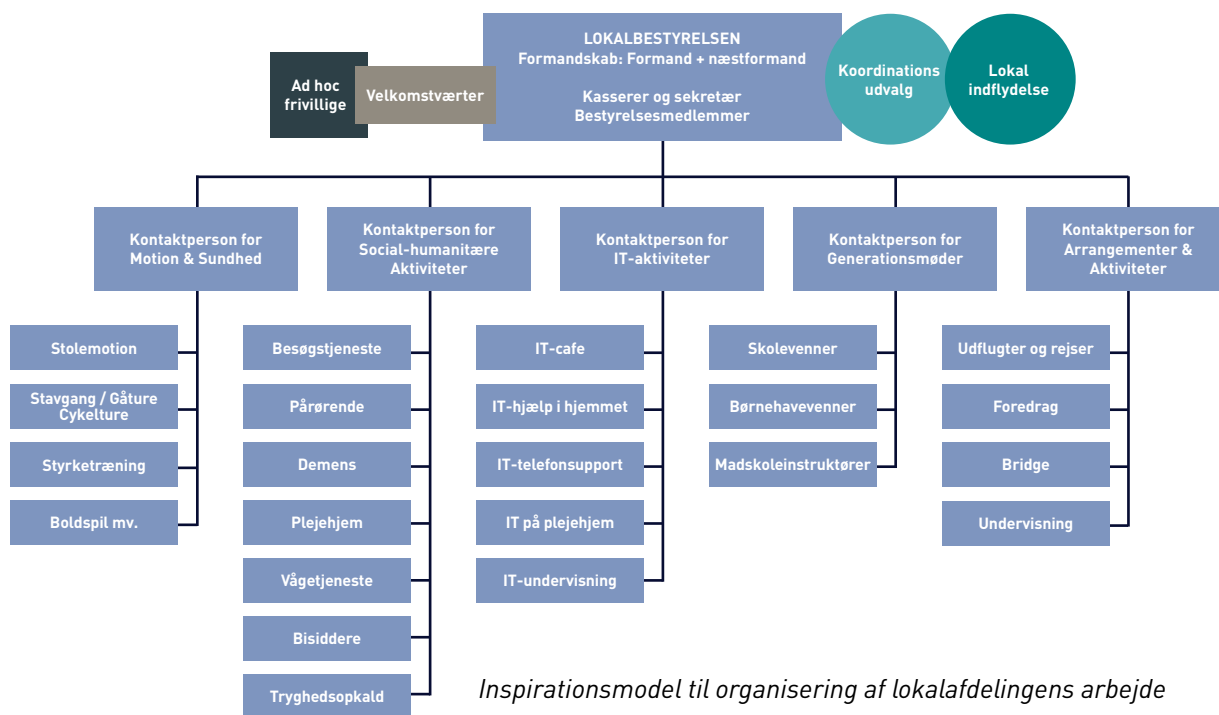 LOKALBESTYRELSEN
Formandskab: Formand + næstformand
Kasserer og sekretær
Bestyrelsesmedlemmer
Ad hoc
frivillige
Velkomstværter
Koordinations
udvalg
Lokal
indflydelse
Kontaktperson for
Motion & Sundhed
Kontaktperson for
Social-humanitære
Aktiviteter
Kontaktperson for
IT-aktiviteter
Kontaktperson for
Generationsmøder
Kontaktperson for
Arrangementer &
Aktiviteter
Stolemotion
Stavgang / Gåture
Cykelture
Styrketræning
Boldspil mv.
Besøgstjeneste
Pårørende
Demens
Plejehjem
Vågetjeneste
Bisiddere
Tryghedsopkald
IT-cafe
IT-hjælp i hjemmet
IT-telefonsupport
IT på plejehjem
IT-undervisning
Skolevenner
Børnehavevenner
Madskoleinstruktører
Udflugter og rejser
Foredrag
Bridge
Undervisning
Inspirationsmodel til organisering af lokalafdelingens arbejde